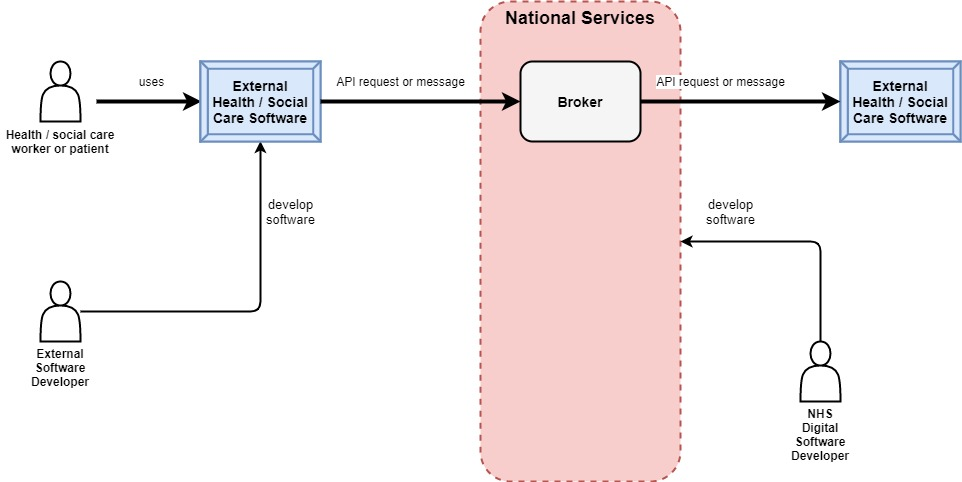 National Services
uses
External
Health / Social
Care Software
API request or message
Broker
API request or message
External
Health / Social
Care Software
Health / social care
worker or patient
develop
software
develop
software
External
Software
Developer
NHS
Digital
Software
Developer